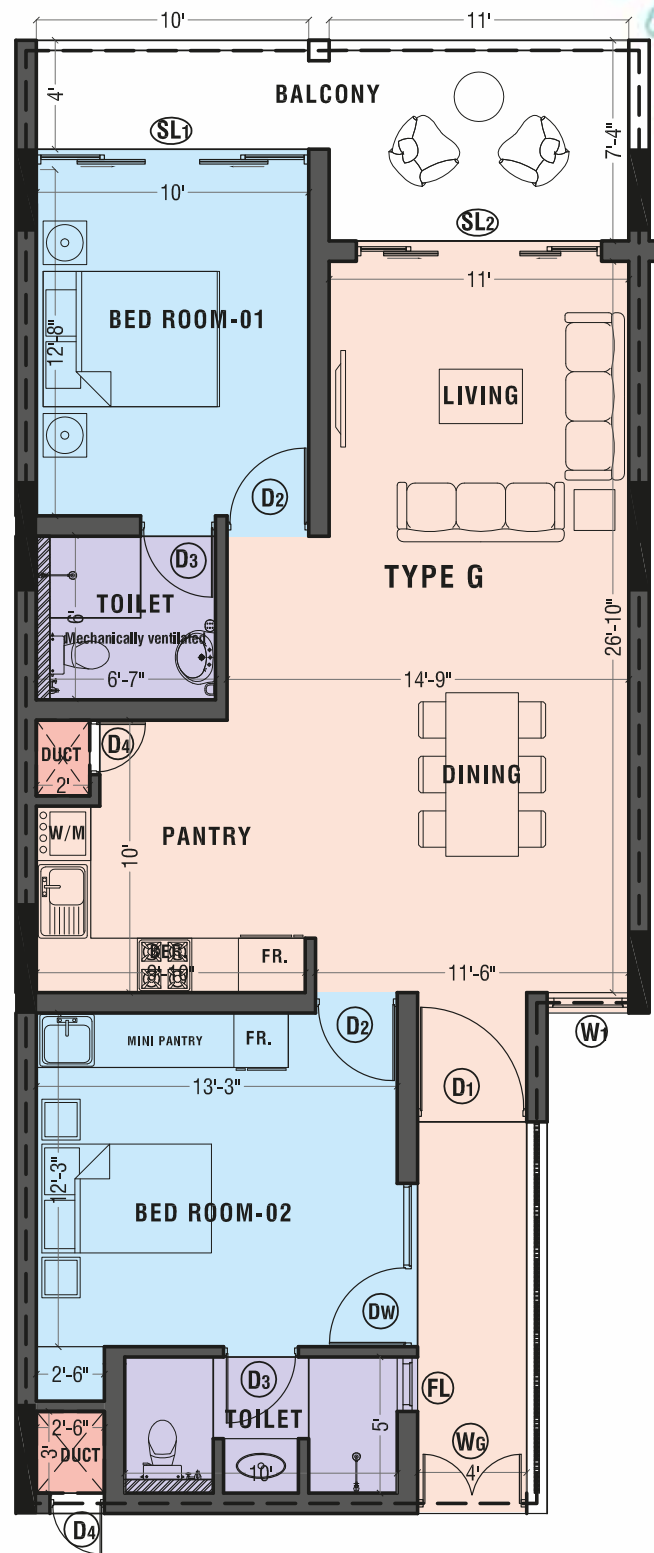 10'
11'
4'
BALCONY
7'-4"
SL1
10'
SL2
11'
BED ROOM-01
12'-8"
LIVING
D2
D3
TYPE G
TOILET
6'
Mechanically ventilated
6'-7"
14'-9"
26'-10"
DUCT
2'
D4
DINING
W/M
PANTRY
10'
FR.
11'-6"
D2
W1
MINI PANTRY
FR.
D1
13'-3"
12'-3"
BED ROOM-02
DW
2'-6"
D3
FL
TOILET
5'
2'-6"
3'
DUCT
10'
WG
4'
D4